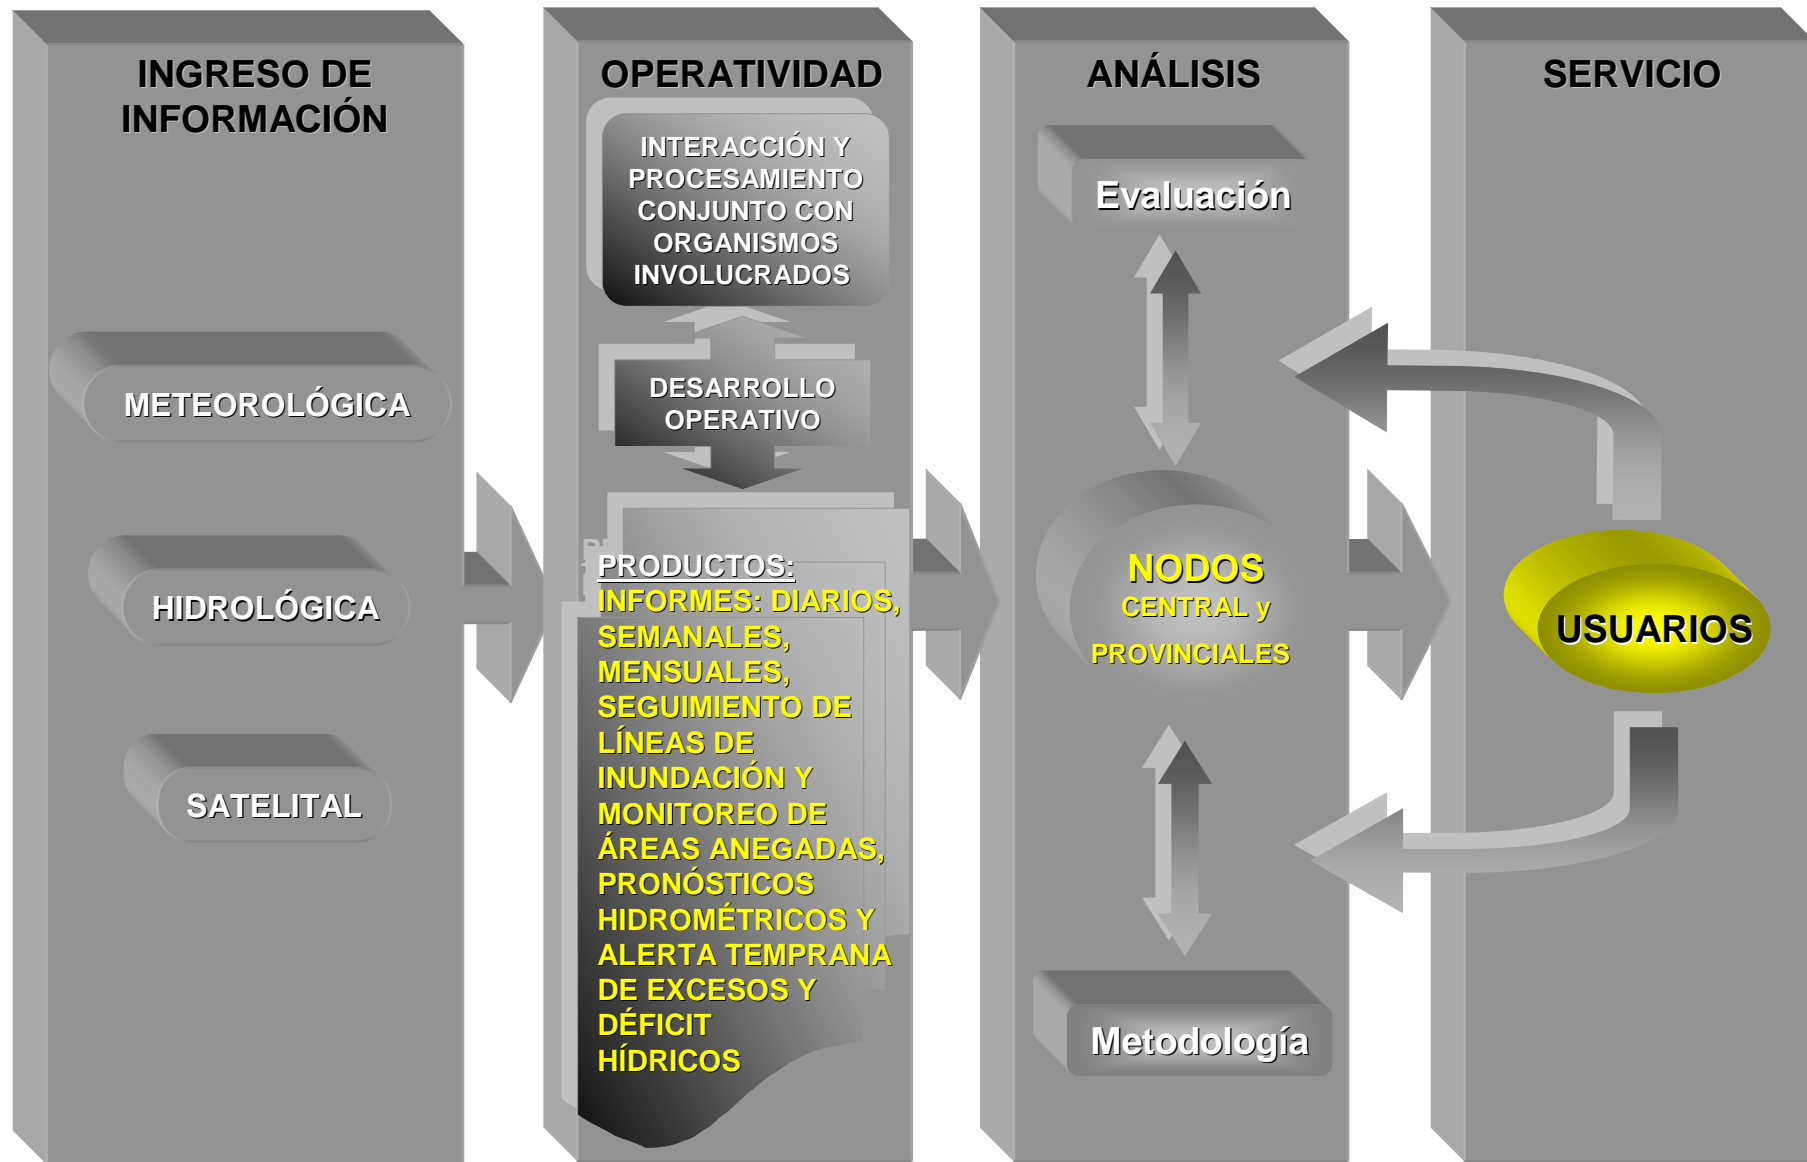 INGRESO DE
INFORMACIÓN
METEOROLÓGICA
HIDROLÓGICA
SATELITAL
OPERATIVIDAD
INTERACCIÓN Y
PROCESAMIENTO
CONJUNTO CON
ORGANISMOS
INVOLUCRADOS
DESARROLLO
OPERATIVO
PRODUCTOS:
INFORMES: DIARIOS,
SEMANALES,
MENSUALES,
SEGUIMIENTO DE
LÍNEAS DE
INUNDACIÓN Y
MONITOREO DE
ÁREAS ANEGADAS,
PRONÓSTICOS
HIDROMÉTRICOS Y
ALERTA TEMPRANA
DE EXCESOS Y
DÉFICIT
HÍDRICOS
ANÁLISIS
Evaluación
NODOS
CENTRAL y
PROVINCIALES
Metodología
SERVICIO
USUARIOS